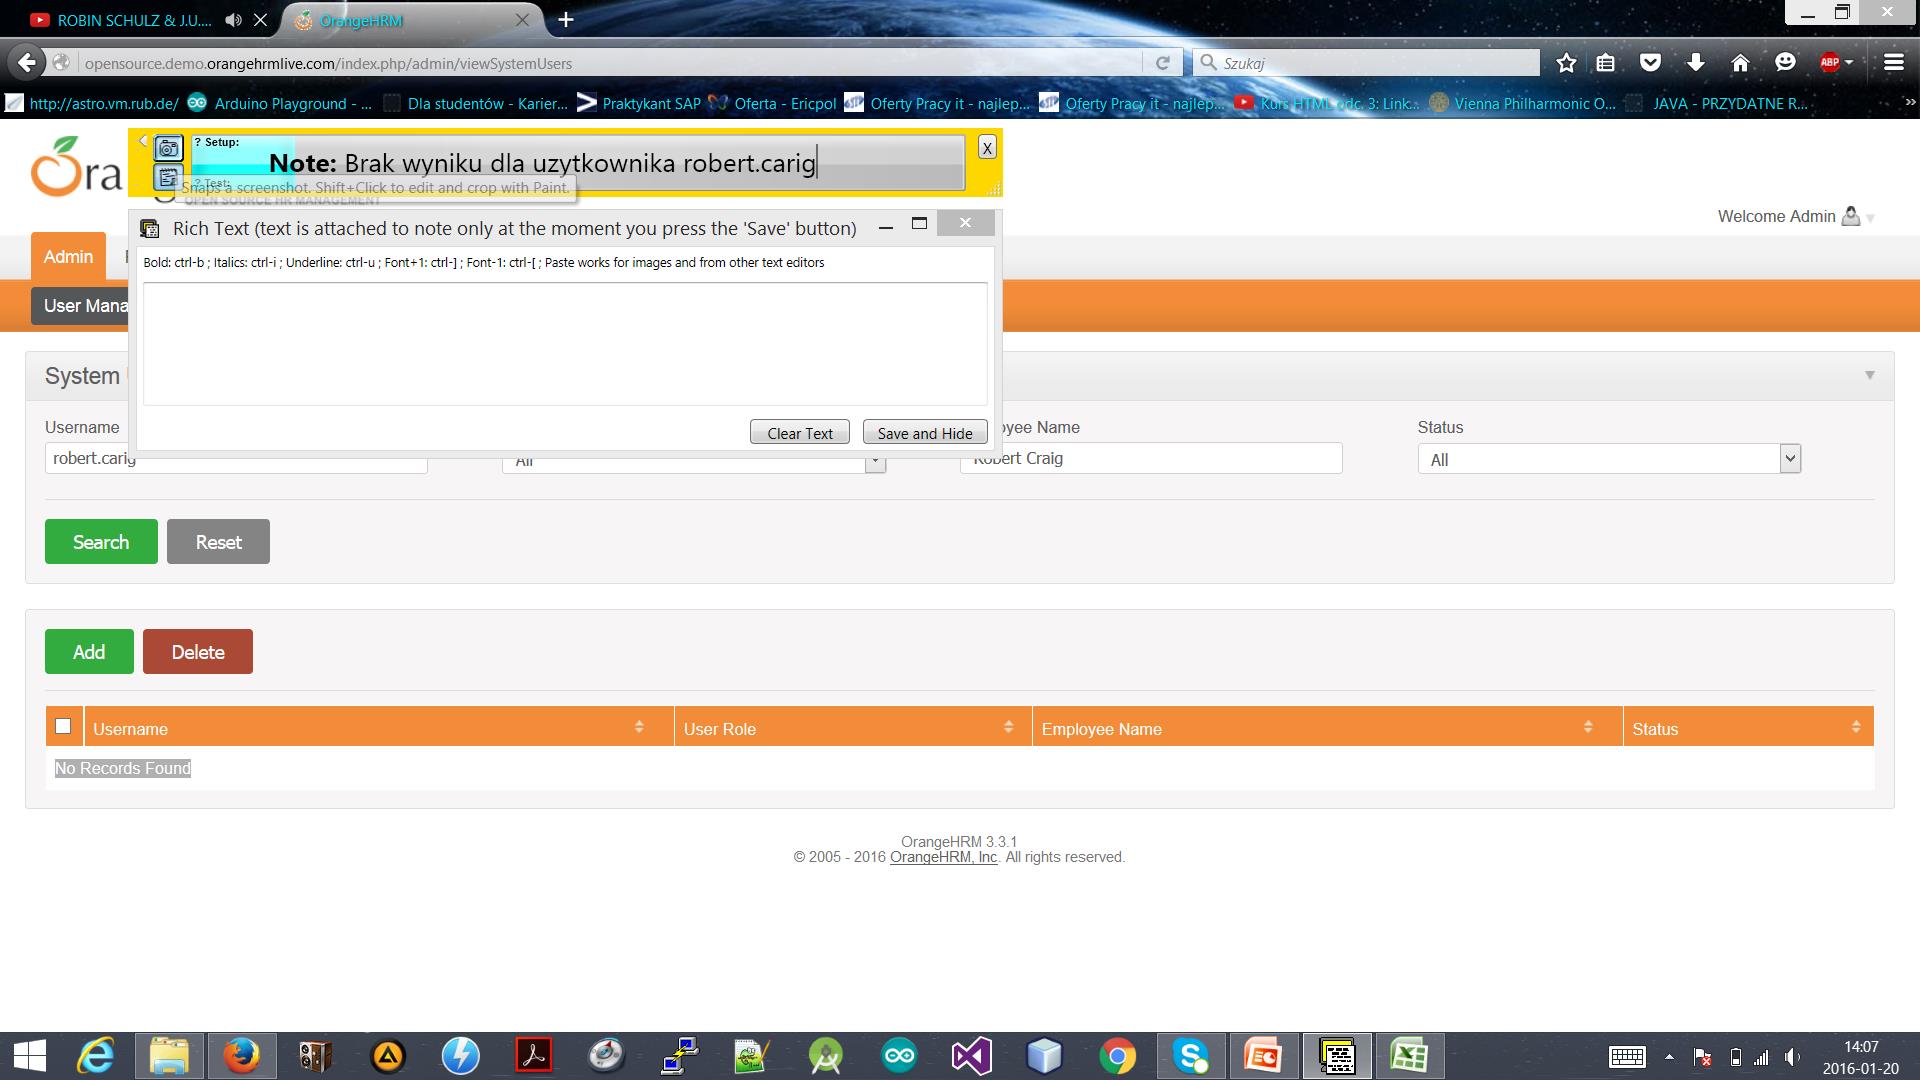 ROBIN SCHULZ & J.U....
OrangeHRM
opensource.demo.orangehrmlive.com/index.php/admin/viewSystemUsers
Szukaj
ABP
http://astro.vm.rub.de/
Arduino Playground - ...
Dla studentów - Karier...
Praktykant SAP
Oferta - Ericpol
Oferty Pracy it - najlep...
Oferty Pracy it - najlep...
Kurs HTML odc. 3: Link...
Vienna Philharmonic O...
JAVA - PRZYDATNE R...
»
? Setup:
Note: Brak wyniku dla uzytkownika robert.carig
X
? Test:
Snaps a screenshot. Shift+Click to edit and crop with Paint.
OPEN SOURCE HR MANAGEMENT
Ora
Welcome Admin
Rich Text (text is attached to note only at the moment you press the 'Save' button)
Admin
Bold: ctrl-b ; Italics: ctrl-i ; Underline: ctrl-u ; Font+1: ctrl-] ; Font-1: ctrl-[ ; Paste works for images and from other text editors
User Mana
System
Clear Text
Save and Hide
Username
oyee Name
Status
robert.carig
All
Robert Craig
All
Search
Reset
Add
Delete
Username
User Role
Employee Name
Status
No Records Found
OrangeHRM 3.3.1
© 2005 - 2016 OrangeHRM, Inc. All rights reserved.
14:07
2016-01-20